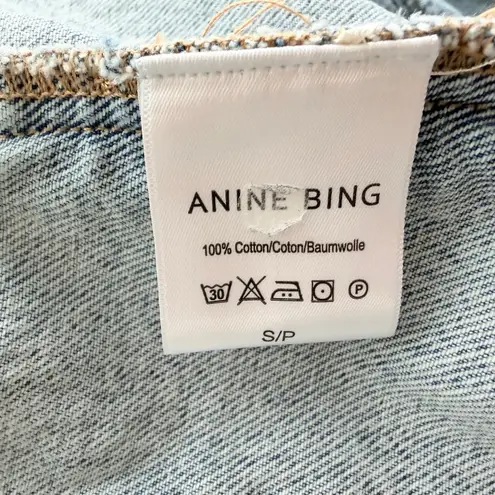 ANINE BING
100% Cotton/Coton/Baumwolle
30 P
S/P